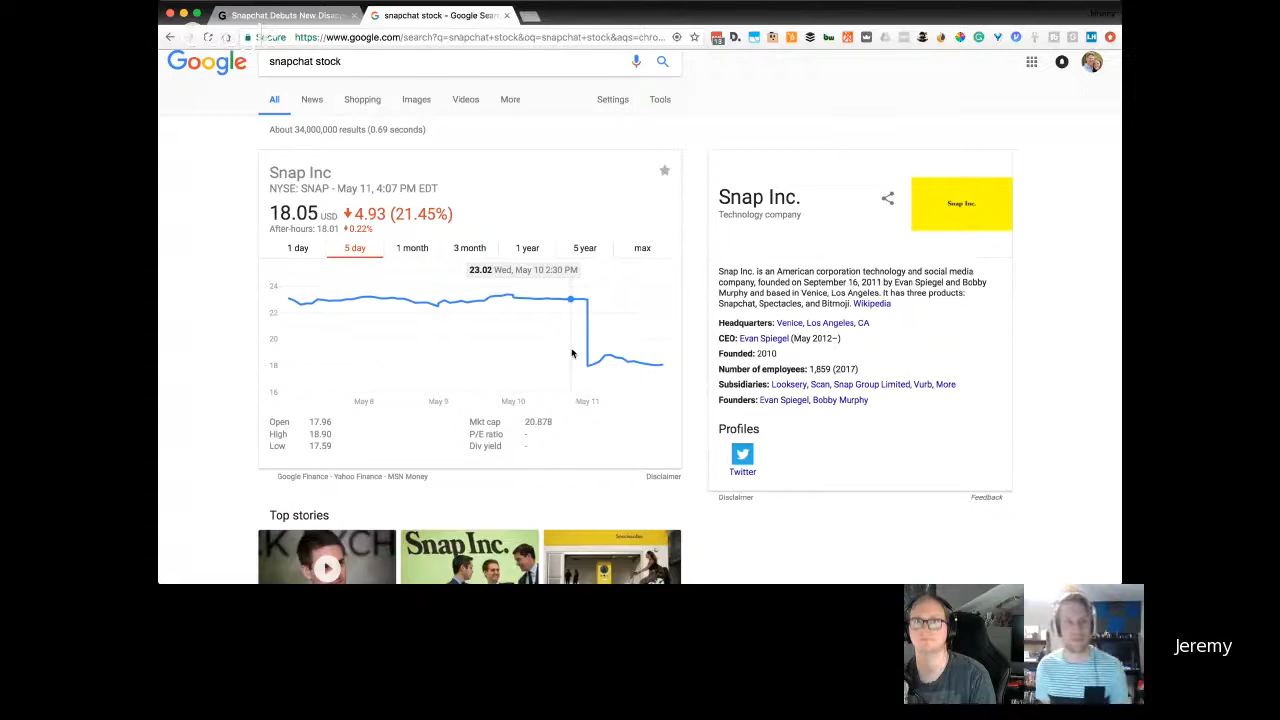 Snapchat Debuts New Disap
snapchat stock - Google Sear
Jeremy
Secure
https://www.google.com/search?q=snapchat+stock&oq=snapchat+stock&aqs=chro...
Google
snapchat stock
All
News
Shopping
Images
Videos
More
Settings
Tools
About 34,000,000 results (0.69 seconds)
Snap Inc
NYSE: SNAP - May 11, 4:07 PM EDT
18.05 USD 4.93 (21.45%)
After-hours: 18.01 0.22%
1 day
5 day
1 month
3 month
1 year
5 year
max
23.02 Wed, May 10 2:30 PM
24
22
20
18
16
May 8
May 9
May 10
May 11
Open 17.96
High 18.90
Low 17.59
Mkt cap 20.87B
P/E ratio -
Div yield -
Google Finance - Yahoo Finance - MSN Money
Disclaimer
Top stories
Snap Inc.
Snap Inc.
Technology company
Snap Inc.
Snap Inc. is an American corporation technology and social media
company, founded on September 16, 2011 by Evan Spiegel and Bobby
Murphy and based in Venice, Los Angeles. It has three products:
Snapchat, Spectacles, and Bitmoji. Wikipedia
Headquarters: Venice, Los Angeles, CA
CEO: Evan Spiegel (May 2012–)
Founded: 2010
Number of employees: 1,859 (2017)
Subsidiaries: Looksery, Scan, Snap Group Limited, Vurb, More
Founders: Evan Spiegel, Bobby Murphy
Profiles
Twitter
Disclaimer
Feedback
Jeremy